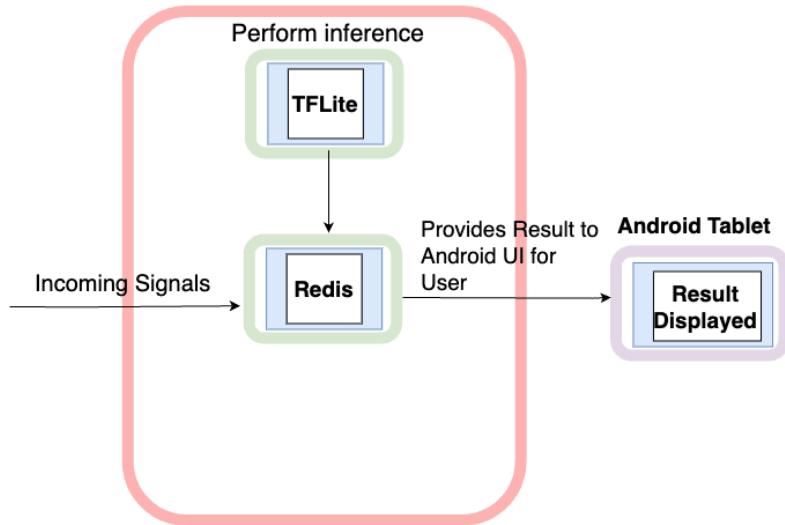 Perform inference
TFLite
Incoming Signals
Redis
Provides Result to
Android UI for
User
Android Tablet
Result
Displayed